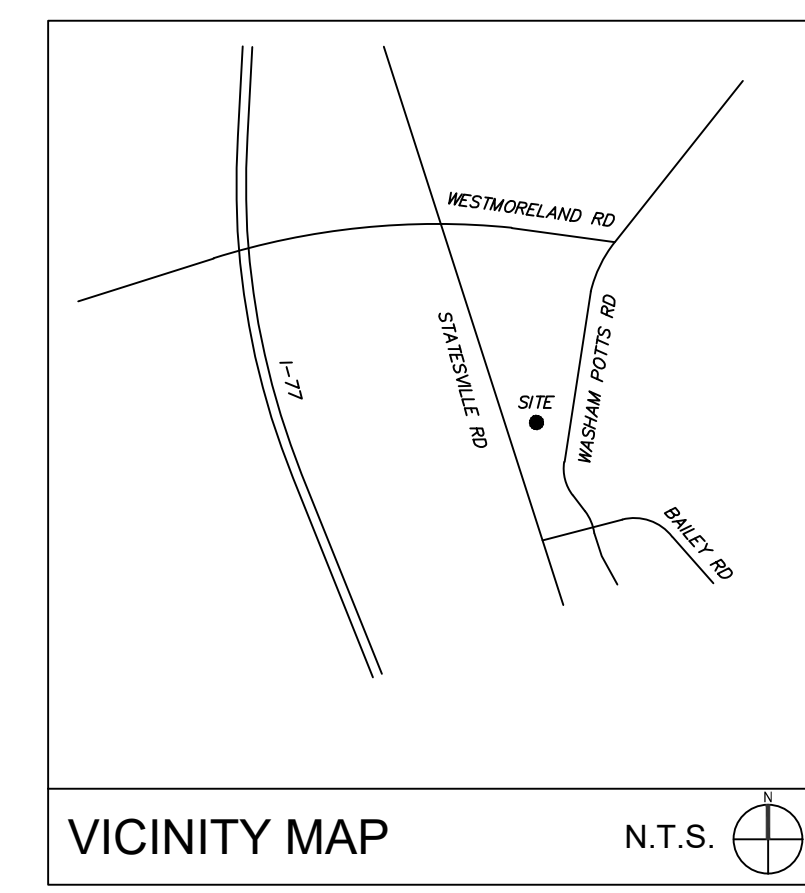 WESTMORELAND RD
STATESVILLE RD
WASHAM POTTS RD
I-77
SITE
BAILEY RD
VICINITY MAP
N.T.S.
N